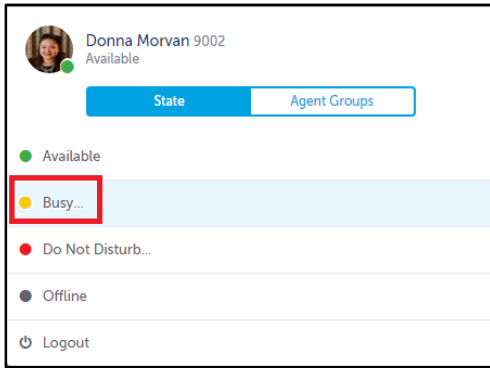 Donna Morvan 9002
Available
State Agent Groups
Available
Busy...
Do Not Disturb...
Offline
Logout